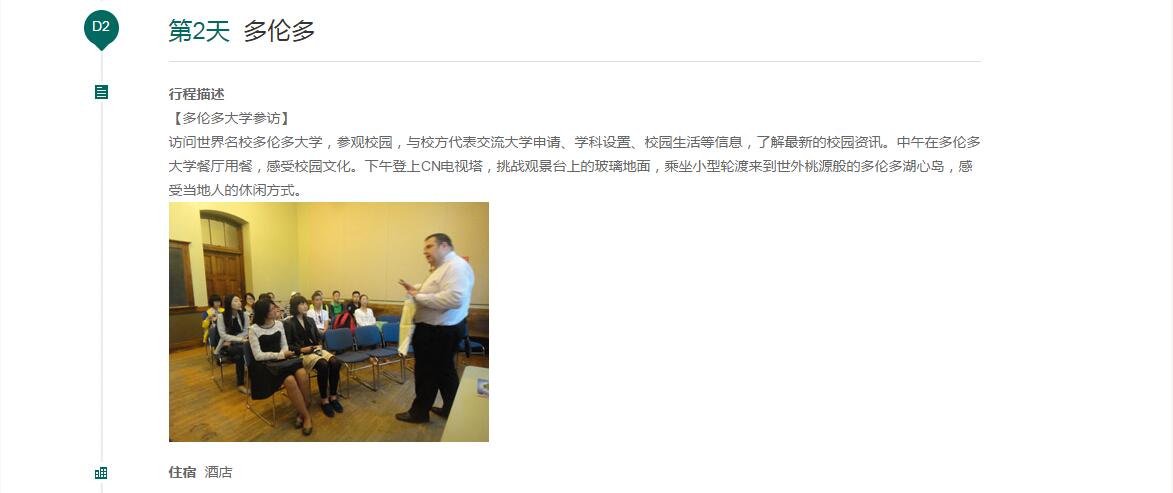 D2
第2天 多伦多
行程描述
【多伦多大学参访】
访问世界名校多伦多大学，参观校园，与校方代表交流大学申请、学科设置、校园生活等信息，了解最新的校园资讯。中午在多伦多
大学餐厅用餐，感受校园文化。下午登上CN电视塔，挑战观景台上的玻璃地面，乘坐小型轮渡来到世外桃源般的多伦多湖心岛，感
受当地人的休闲方式。
住宿 酒店